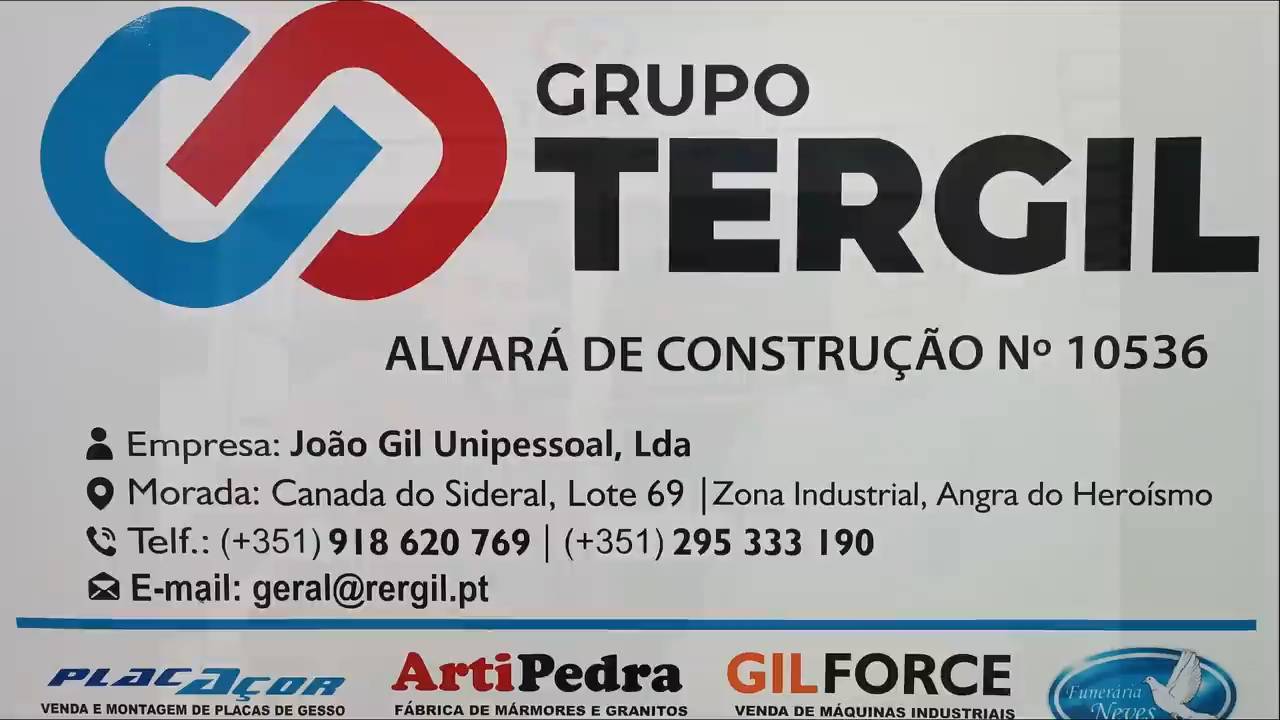 GRUPO
TERGIL
ALVARÁ DE CONSTRUÇÃO Nº 10536
Empresa: João Gil Unipessoal, Lda
Morada: Canada do Sideral, Lote 69 | Zona Industrial, Angra do Heroísmo
Telf.: (+351) 918 620 769 | (+351) 295 333 190
E-mail: geral@rergil.pt
PLACAÇOR
VENDA E MONTAGEM DE PLACAS DE GESSO
ArtiPedra
FÁBRICA DE MÁRMORES E GRANITOS
GILFORCE
VENDA DE MÁQUINAS INDUSTRIAIS
Funerária
Neves